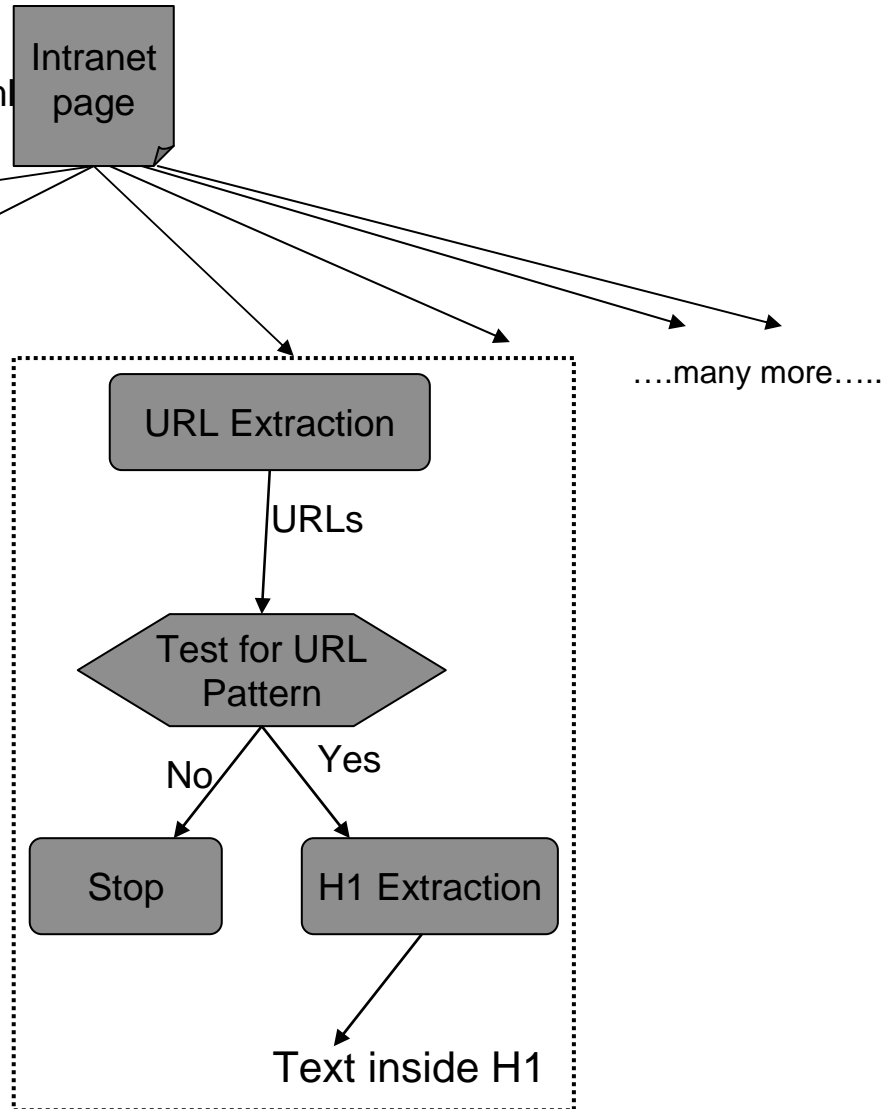 Intranet
page
….many more…..
URL Extraction
URLs
Test for URL
Pattern
No
Yes
Stop
H1 Extraction
Text inside H1